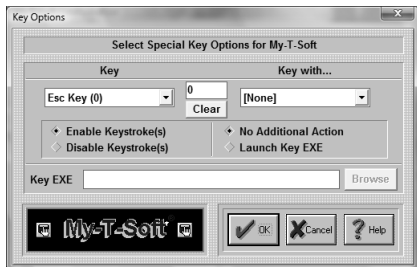 Key Options
Select Special Key Options for My-T-Soft
Key
Key with...
Esc Key (0)
0
[None]
Clear
Enable Keystroke(s)
No Additional Action
Disable Keystroke(s)
Launch Key EXE
Key EXE
Browse
My-T-Soft
OK
Cancel
Help